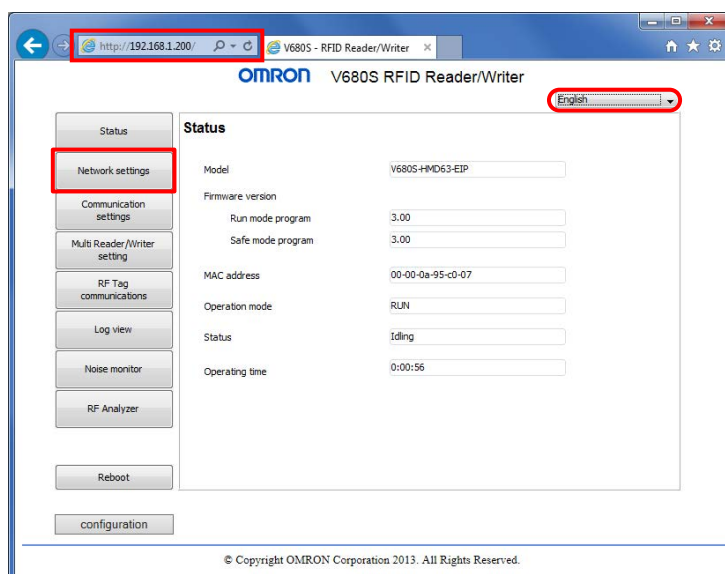 http://192.168.1.200/
V680S - RFID Reader/Writer
OMRON V680S RFID Reader/Writer
English
Status
Network settings
Communication
settings
Multi Reader/Writer
setting
RF Tag
communications
Log view
Noise monitor
RF Analyzer
Reboot
configuration
Status
Model V680S-HMD63-EIP
Firmware version
Run mode program 3.00
Safe mode program 3.00
MAC address 00-00-0a-95-c0-07
Operation mode RUN
Status Idling
Operating time 0:00:56
© Copyright OMRON Corporation 2013. All Rights Reserved.